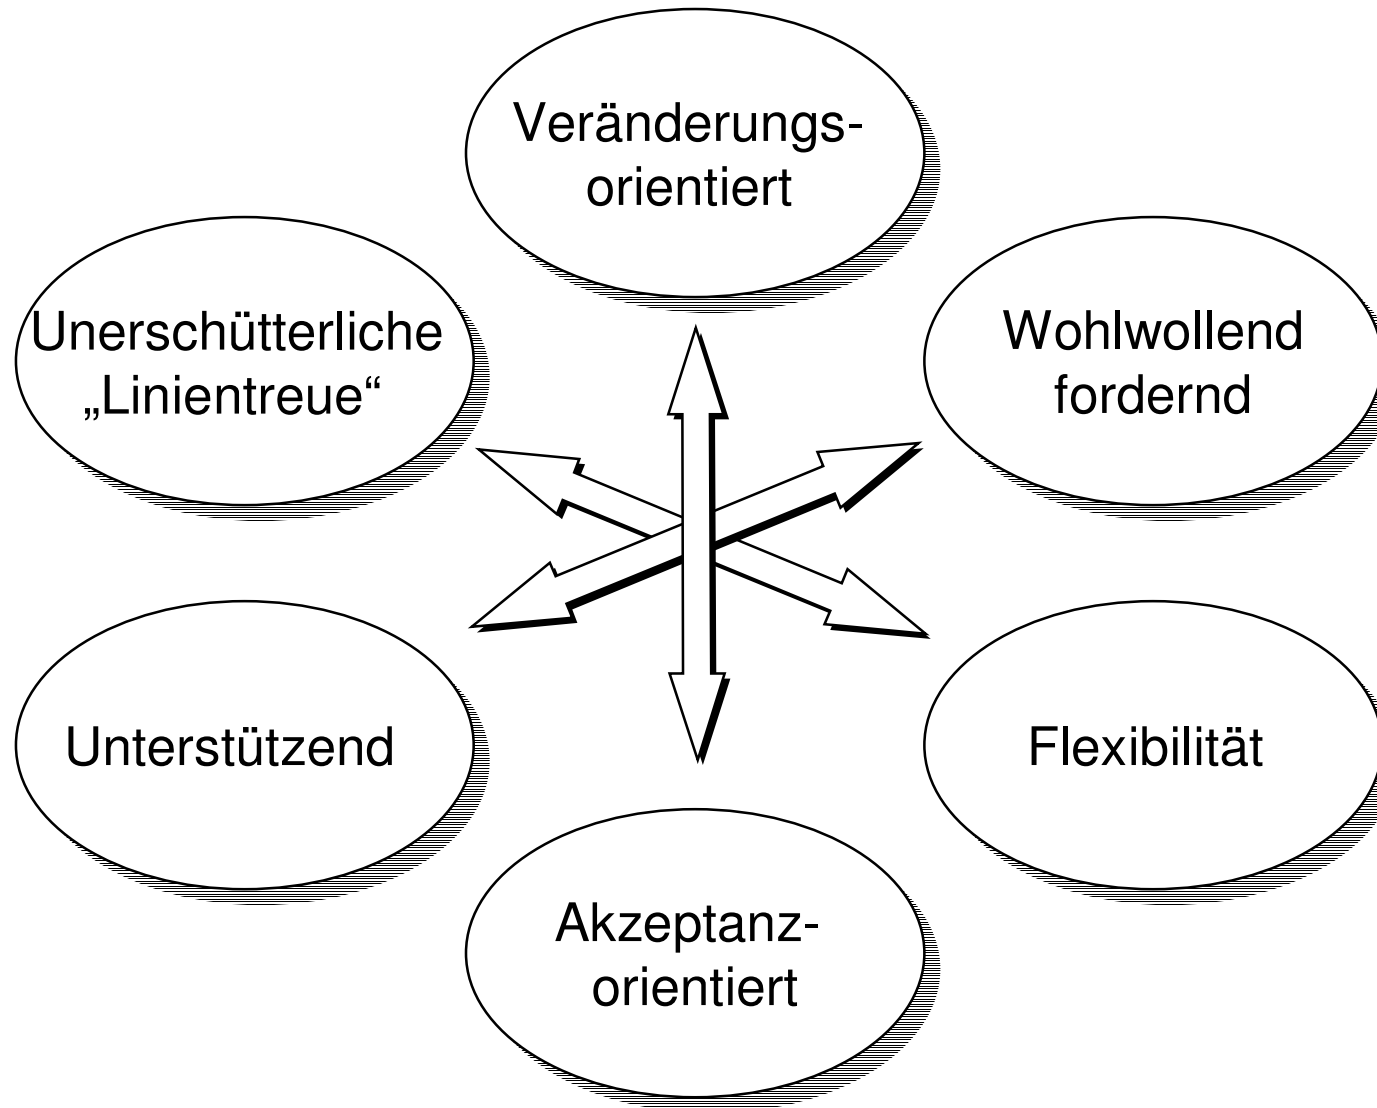 Veränderungs-
orientiert
Unerschütterliche
„Linientreue“
Wohlwollend
fordernd
Unterstützend
Flexibilität
Akzeptanz-
orientiert